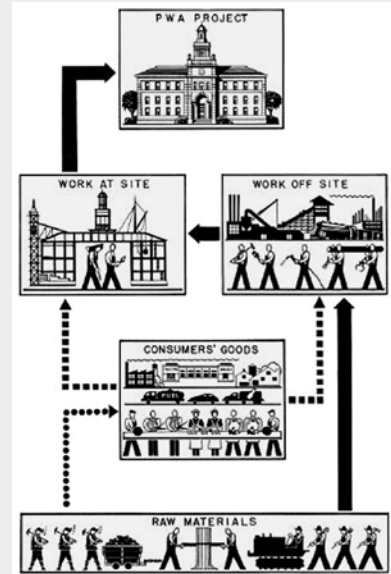 PWA PROJECT
WORK AT SITE
WORK OFF SITE
CONSUMERS' GOODS
FUEL
RAW MATERIALS